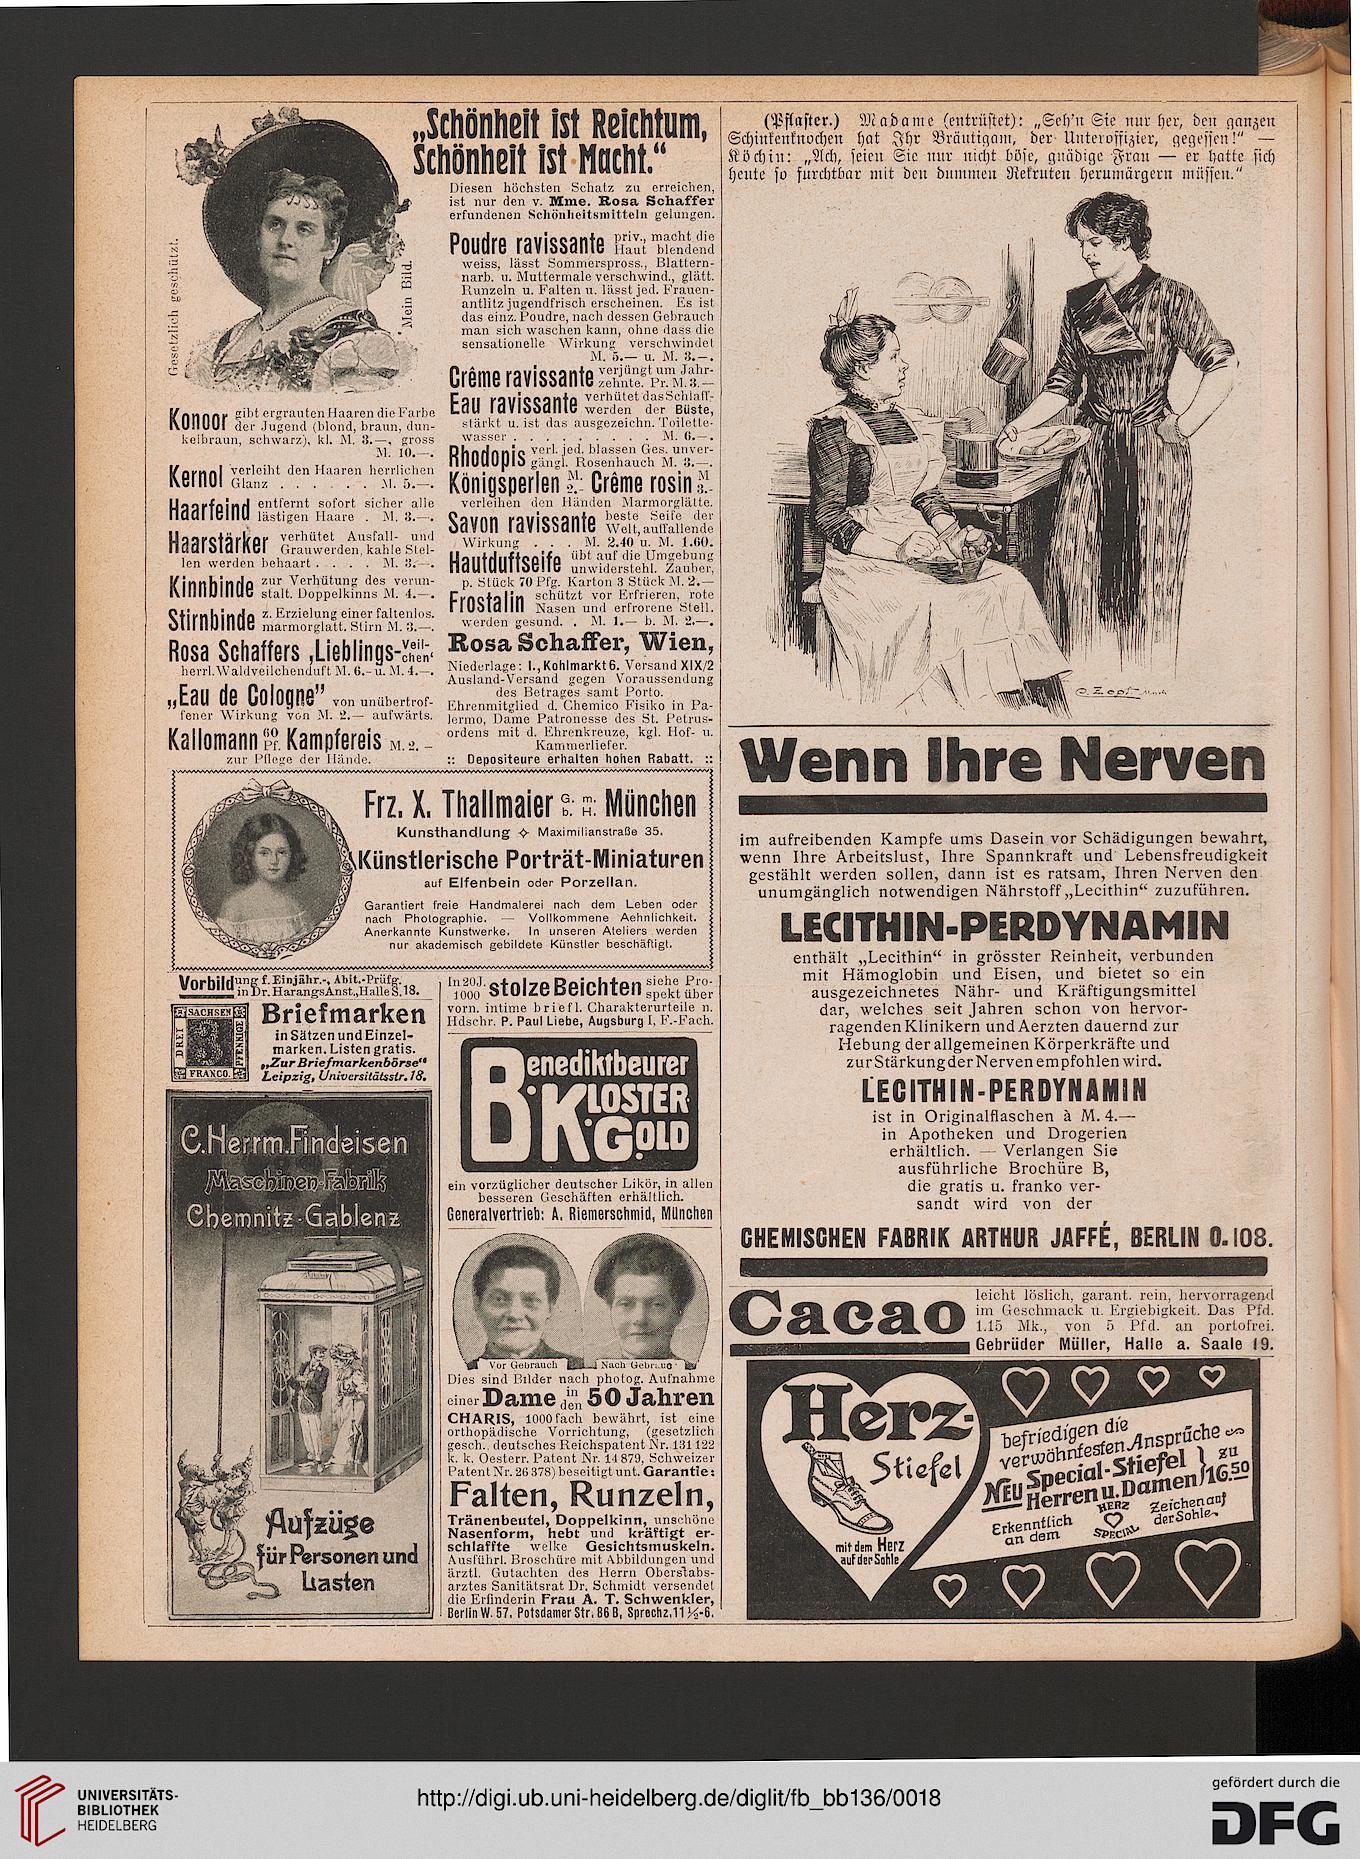 „Schönheit ist Reichtum,
Schönheit ist Macht.“
Gesetzlich geschützt.
Mein Bild.
Diesen höchsten Schatz zu erreichen,
ist nur den v. Mme. Rosa Schaffer
erfundenen Schönheitsmitteln gelungen.
Konoor gibt ergrauten Haaren die Farbe
der Jugend (blond, braun, dun-
kelbraun, schwarz), kl. M. 3.—, gross
M. 10.—.
Kernol verleiht den Haaren herrlichen
Glanz . . . . . M. 5.—.
Haarfeind entfernt sofort sicher alle
lästigen Haare . M. 3.—.
Haarstärker verhütet Ausfall- und
Grauwerden, kahle Stel-
len werden behaart . . . . M. 3.—.
Kinnbinde zur Verhütung des verun-
stalt. Doppelkinns M. 4.—.
Stirnbinde z. Erzielung einer faltenlos.
marmorglatt. Stirn M. 3.—.
Rosa Schaffers ‚Lieblings-Veil-
chen‘
herrl. Waldveilchenduft M. 6.- u. M. 4.—.
„Eau de Cologne” von unübertrof-
fener Wirkung von M. 2.— aufwärts.
Kallomann 60 Pf. Kampfereis M. 2. –
zur Pflege der Hände.
Poudre ravissante priv., macht die
Haut blendend
weiss, lässt Sommerspross., Blattern-
narb. u. Muttermale verschwind., glätt.
Runzeln u. Falten u. lässt jed. Frauen-
antlitz jugendfrisch erscheinen. Es ist
das einz. Poudre, nach dessen Gebrauch
man sich waschen kann, ohne dass die
sensationelle Wirkung verschwindet
M. 5.— u. M. 3.—.
Crême ravissante verjüngt um Jahr-
zehnte. Pr. M. 3.—
Eau ravissante verhütet das Schlaff-
werden der Büste,
stärkt u. ist das ausgezeichn. Toilette-
wasser . . . . . . . . . M. 6.—.
Rhodopis verl. jed. blassen Ges. unver-
gängl. Rosenhauch M. 3.—.
Königsperlen M. 2.- Crême rosin M. 3.-
verleihen den Händen Marmorglätte.
Savon ravissante beste Seife der
Welt, auffallende
Wirkung . . . M. 2.40 u. M. 1.60.
Hautduftseife übt auf die Umgebung
unwiderstehl. Zauber,
p. Stück 70 Pfg. Karton 3 Stück M. 2.—
Frostalin schützt vor Erfrieren, rote
Nasen und erfrorene Stell.
werden gesund. . M. 1.— b. M. 2.—.
Rosa Schaffer, Wien,
Niederlage: I., Kohlmarkt 6. Versand XIX/2
Ausland-Versand gegen Voraussendung
des Betrages samt Porto.
Ehrenmitglied d. Chemico Fisiko in Pa-
lermo, Dame Patronesse des St. Petrus-
ordens mit d. Ehrenkreuze, kgl. Hof- u.
Kammerliefer.
:: Depositeure erhalten hohen Rabatt. ::
Frz. X. Thallmaier G. m. b. H. München
Kunsthandlung ✧ Maximilianstraße 35.
Künstlerische Porträt-Miniaturen
auf Elfenbein oder Porzellan.
Garantiert freie Handmalerei nach dem Leben oder
nach Photographie. — Vollkommene Aehnlichkeit.
Anerkannte Kunstwerke. In unseren Ateliers werden
nur akademisch gebildete Künstler beschäftigt.
Vorbildung f. Einjähr.-, Abit.-Prüfg.
in Dr. Harangs Anst., Halle S. 18.
SACHSEN
DREI
PFENNIGE
FRANCO.
Briefmarken
in Sätzen und Einzel-
marken. Listen gratis.
„Zur Briefmarkenbörse“
Leipzig, Universitätsstr. 18.
C. Herrm. Findeisen
Maschinen-Fabrik
Chemnitz-Gablenz
Aufzüge
für Personen und
Lasten
In 20 J.
1000 stolze Beichten siehe Pro-
spekt über
vorn. intime briefl. Charakterurteile n.
Hdschr. P. Paul Liebe, Augsburg I, F.-Fach.
Benediktbeurer
KLOSTER
GOLD
ein vorzüglicher deutscher Likör, in allen
besseren Geschäften erhältlich.
Generalvertrieb: A. Riemerschmid, München
Vor Gebrauch
Nach Gebrauch
Dies sind Bilder nach photog. Aufnahme
einer Dame in den 50 Jahren
CHARIS, 1000fach bewährt, ist eine
orthopädische Vorrichtung, (gesetzlich
gesch., deutsches Reichspatent Nr. 131122
k. k. Oesterr. Patent Nr. 14879, Schweizer
Patent Nr. 26378) beseitigt unt. Garantie:
Falten, Runzeln,
Tränenbeutel, Doppelkinn, unschöne
Nasenform, hebt und kräftigt er-
schlaffte welke Gesichtsmuskeln.
Ausführl. Broschüre mit Abbildungen und
ärztl. Gutachten des Herrn Oberstabs-
arztes Sanitätsrat Dr. Schmidt versendet
die Erfinderin Frau A. T. Schwenkler,
Berlin W. 57, Potsdamer Str. 86 B, Sprechz. 11½-6.
(Pflaster.) Madame (entrüstet): „Seh'n Sie nur her, den ganzen
Schinkenknochen hat Ihr Bräutigam, der Unteroffizier, gegessen!“ —
Köchin: „Ach, seien Sie nur nicht böse, gnädige Frau — er hatte sich
heute so furchtbar mit den dummen Rekruten herumärgern müssen.“
O. Zopf
Wenn Ihre Nerven
im aufreibenden Kampfe ums Dasein vor Schädigungen bewahrt,
wenn Ihre Arbeitslust, Ihre Spannkraft und Lebensfreudigkeit
gestählt werden sollen, dann ist es ratsam, Ihren Nerven den
unumgänglich notwendigen Nährstoff „Lecithin“ zuzuführen.
LECITHIN-PERDYNAMIN
enthält „Lecithin“ in grösster Reinheit, verbunden
mit Hämoglobin und Eisen, und bietet so ein
ausgezeichnetes Nähr- und Kräftigungsmittel
dar, welches seit Jahren schon von hervor-
ragenden Klinikern und Aerzten dauernd zur
Hebung der allgemeinen Körperkräfte und
zur Stärkung der Nerven empfohlen wird.
LECITHIN-PERDYNAMIN
ist in Originalflaschen à M. 4.—
in Apotheken und Drogerien
erhältlich. — Verlangen Sie
ausführliche Brochüre B,
die gratis u. franko ver-
sandt wird von der
CHEMISCHEN FABRIK ARTHUR JAFFÉ, BERLIN O.108.
Cacao leicht löslich, garant. rein, hervorragend
im Geschmack u. Ergiebigkeit. Das Pfd.
1.15 Mk., von 5 Pfd. an portofrei.
Gebrüder Müller, Halle a. Saale 19.
Herz-
Stiefel
mit dem Herz
auf der Sohle
befriedigen die
verwöhntesten Ansprüche
NEU Special-Stiefel } zu
Herren u. Damen 16.50
Erkenntlich
an dem
HERZ
SPECIAL
Zeichen auf
der Sohle
UNIVERSITÄTS-
BIBLIOTHEK
HEIDELBERG
http://digi.ub.uni-heidelberg.de/diglit/fb_bb136/0018
gefördert durch die
DFG